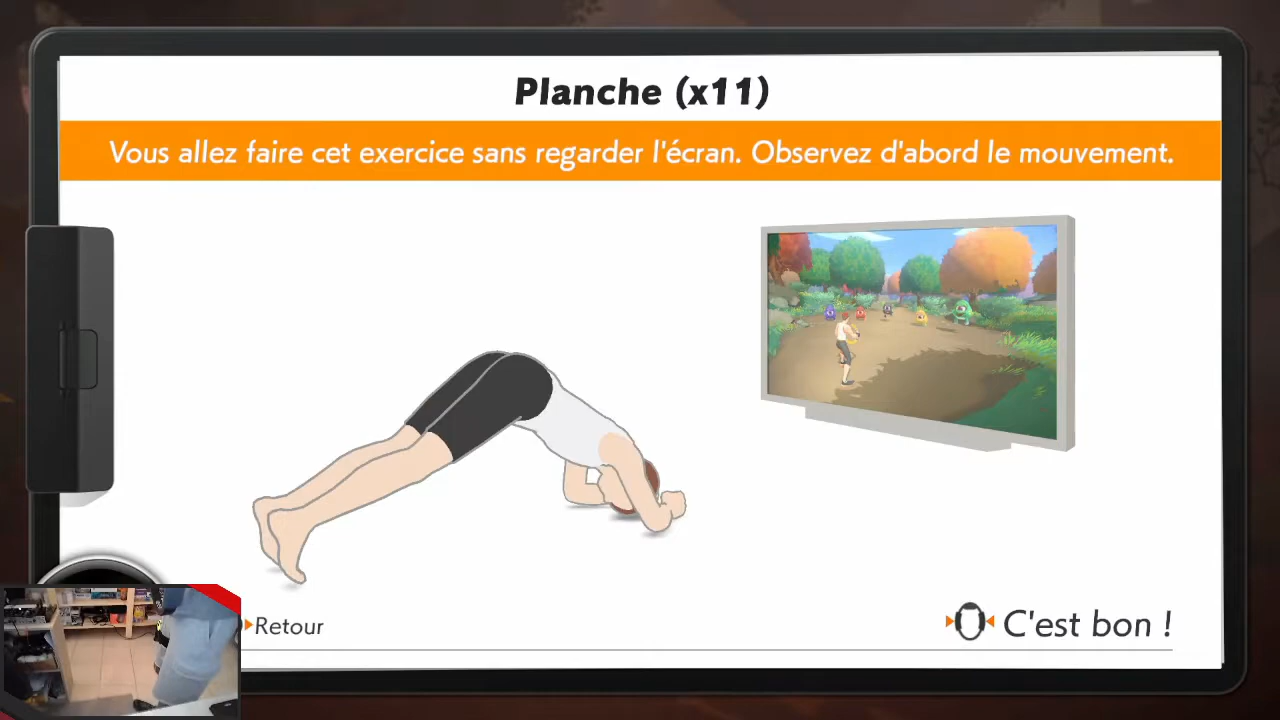 Planche (x11)
Vous allez faire cet exercice sans regarder l'écran. Observez d'abord le mouvement.
Retour
C'est bon !